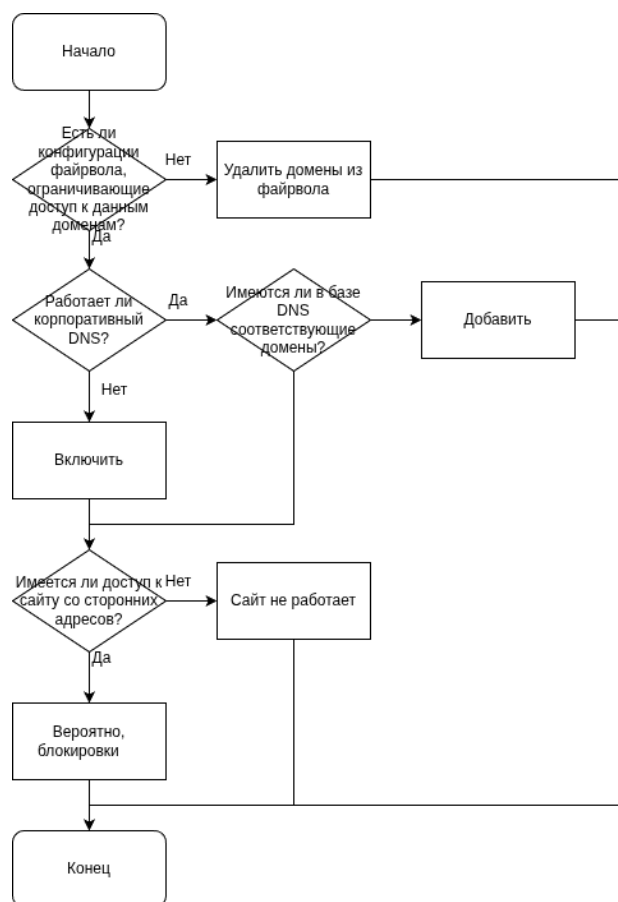 Начало
Есть ли
конфигурации
файрвола,
ограничивающие
доступ к данным
доменам?
Нет
Удалить домены из
файрвола
Да
Работает ли
корпоративный
DNS?
Да
Имеются ли в базе
DNS
соответствующие
домены?
Добавить
Нет
Включить
Имеется ли доступ к
сайту со сторонних
адресов?
Нет
Сайт не работает
Да
Вероятно,
блокировки
Конец